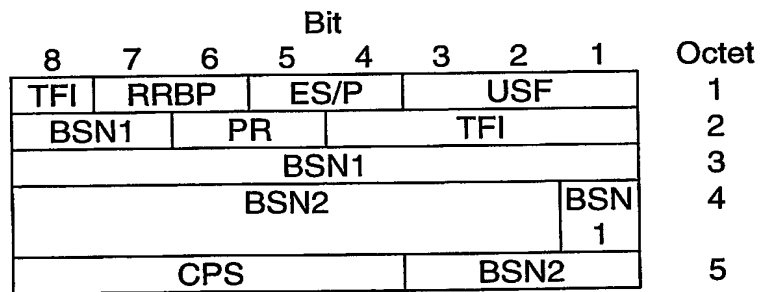 Bit
8 7 6 5 4 3 2 1 Octet
TFI RRBP ES/P USF 1
BSN1 PR TFI 2
BSN1 3
BSN2 BSN 4
1
CPS BSN2 5